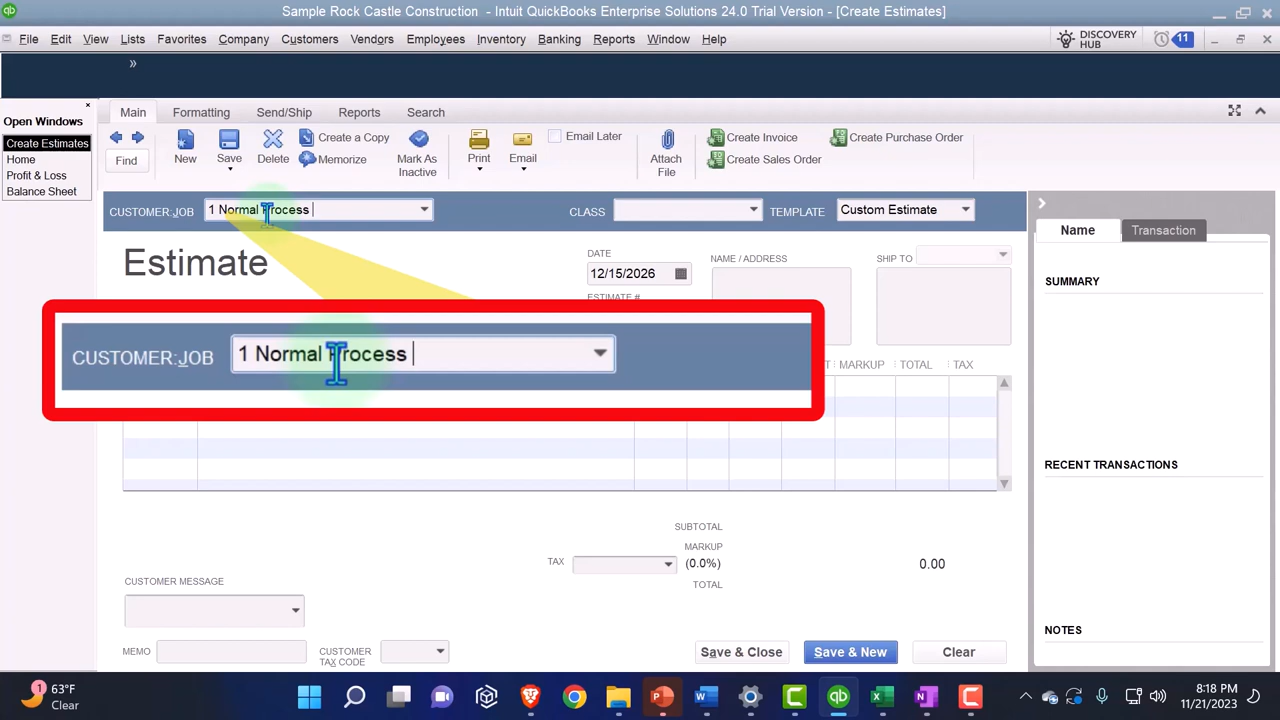 Sample Rock Castle Construction - Intuit QuickBooks Enterprise Solutions 24.0 Trial Version - [Create Estimates]
File Edit View Lists Favorites Company Customers Vendors Employees Inventory Banking Reports Window Help
DISCOVERY HUB 11
»
Open Windows
Create Estimates
Home
Profit & Loss
Balance Sheet
Main Formatting Send/Ship Reports Search
Find
New
Save
Delete
Create a Copy
Memorize
Mark As
Inactive
Print
Email
Email Later
Attach
File
Create Invoice
Create Sales Order
Create Purchase Order
CUSTOMER:JOB 1 Normal Process CLASS TEMPLATE Custom Estimate
Estimate
DATE
12/15/2026
ESTIMATE #
NAME / ADDRESS
SHIP TO
CUSTOMER:JOB 1 Normal Process
MARKUP TOTAL TAX
SUBTOTAL
MARKUP
TAX (0.0%) 0.00
TOTAL
CUSTOMER MESSAGE
MEMO
CUSTOMER
TAX CODE
Save & Close Save & New Clear
Name Transaction
SUMMARY
RECENT TRANSACTIONS
NOTES
1
63°F
Clear
8:18 PM
11/21/2023